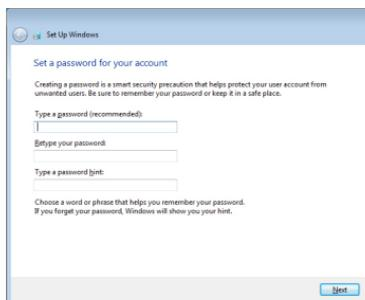 Set Up Windows
Set a password for your account
Creating a password is a smart security precaution that helps protect your user account from
unwanted users. Be sure to remember your password or keep it in a safe place.
Type a password (recommended):
Retype your password:
Type a password hint:
Choose a word or phrase that helps you remember your password.
If you forget your password, Windows will show you your hint.
Next